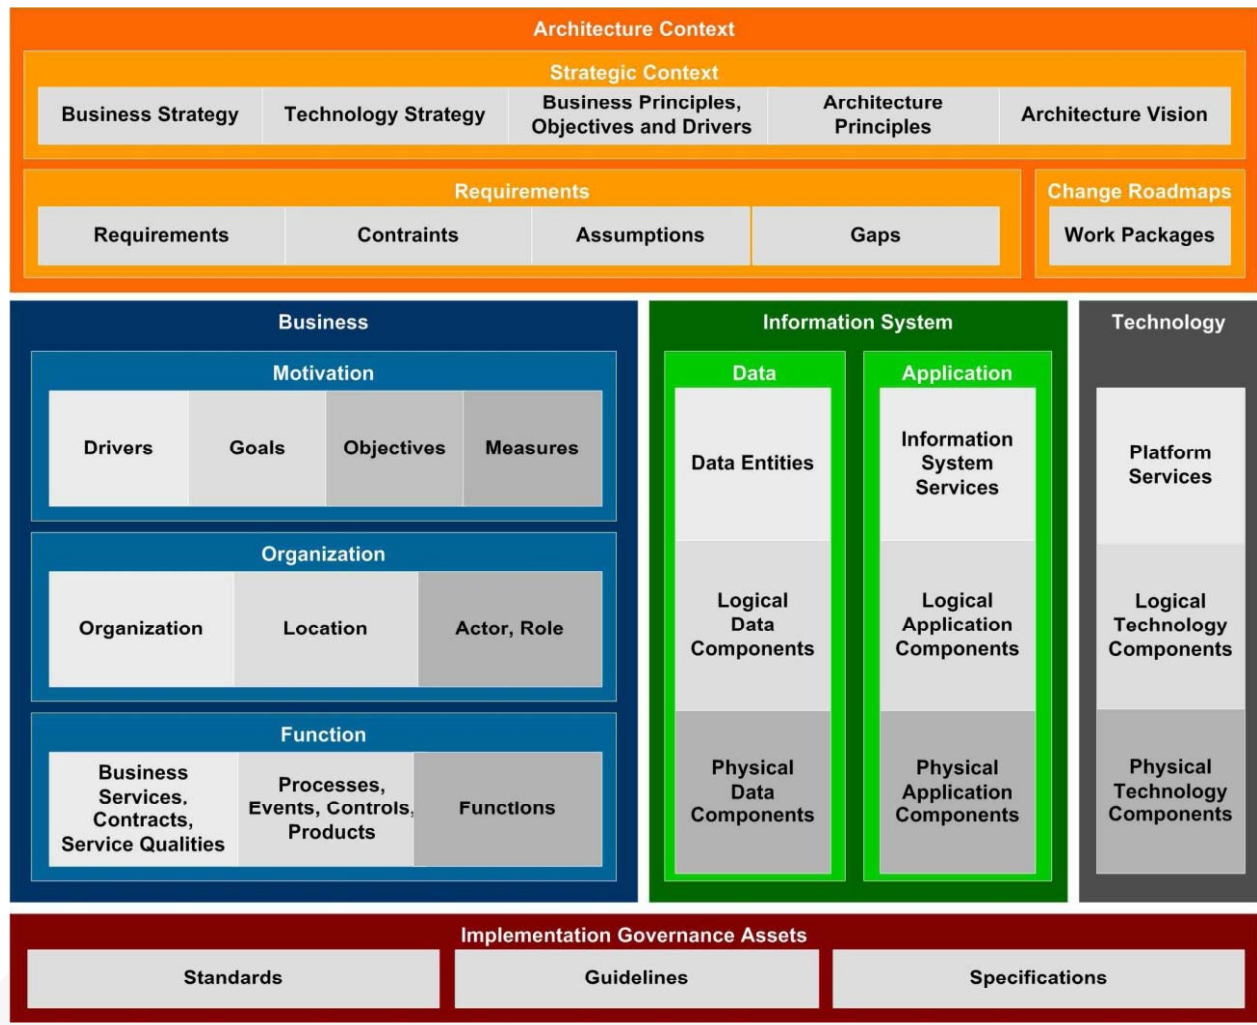 Architecture Context
Strategic Context
Business Strategy
Technology Strategy
Business Principles,
Objectives and Drivers
Architecture
Principles
Architecture Vision
Requirements
Requirements
Contraints
Assumptions
Gaps
Change Roadmaps
Work Packages
Business
Motivation
Drivers
Goals
Objectives
Measures
Organization
Organization
Location
Actor, Role
Function
Business
Services,
Contracts,
Service Qualities
Processes,
Events, Controls,
Products
Functions
Information System
Data
Data Entities
Logical
Data
Components
Physical
Data
Components
Application
Information
System
Services
Logical
Application
Components
Physical
Application
Components
Technology
Platform
Services
Logical
Technology
Components
Physical
Technology
Components
Implementation Governance Assets
Standards
Guidelines
Specifications